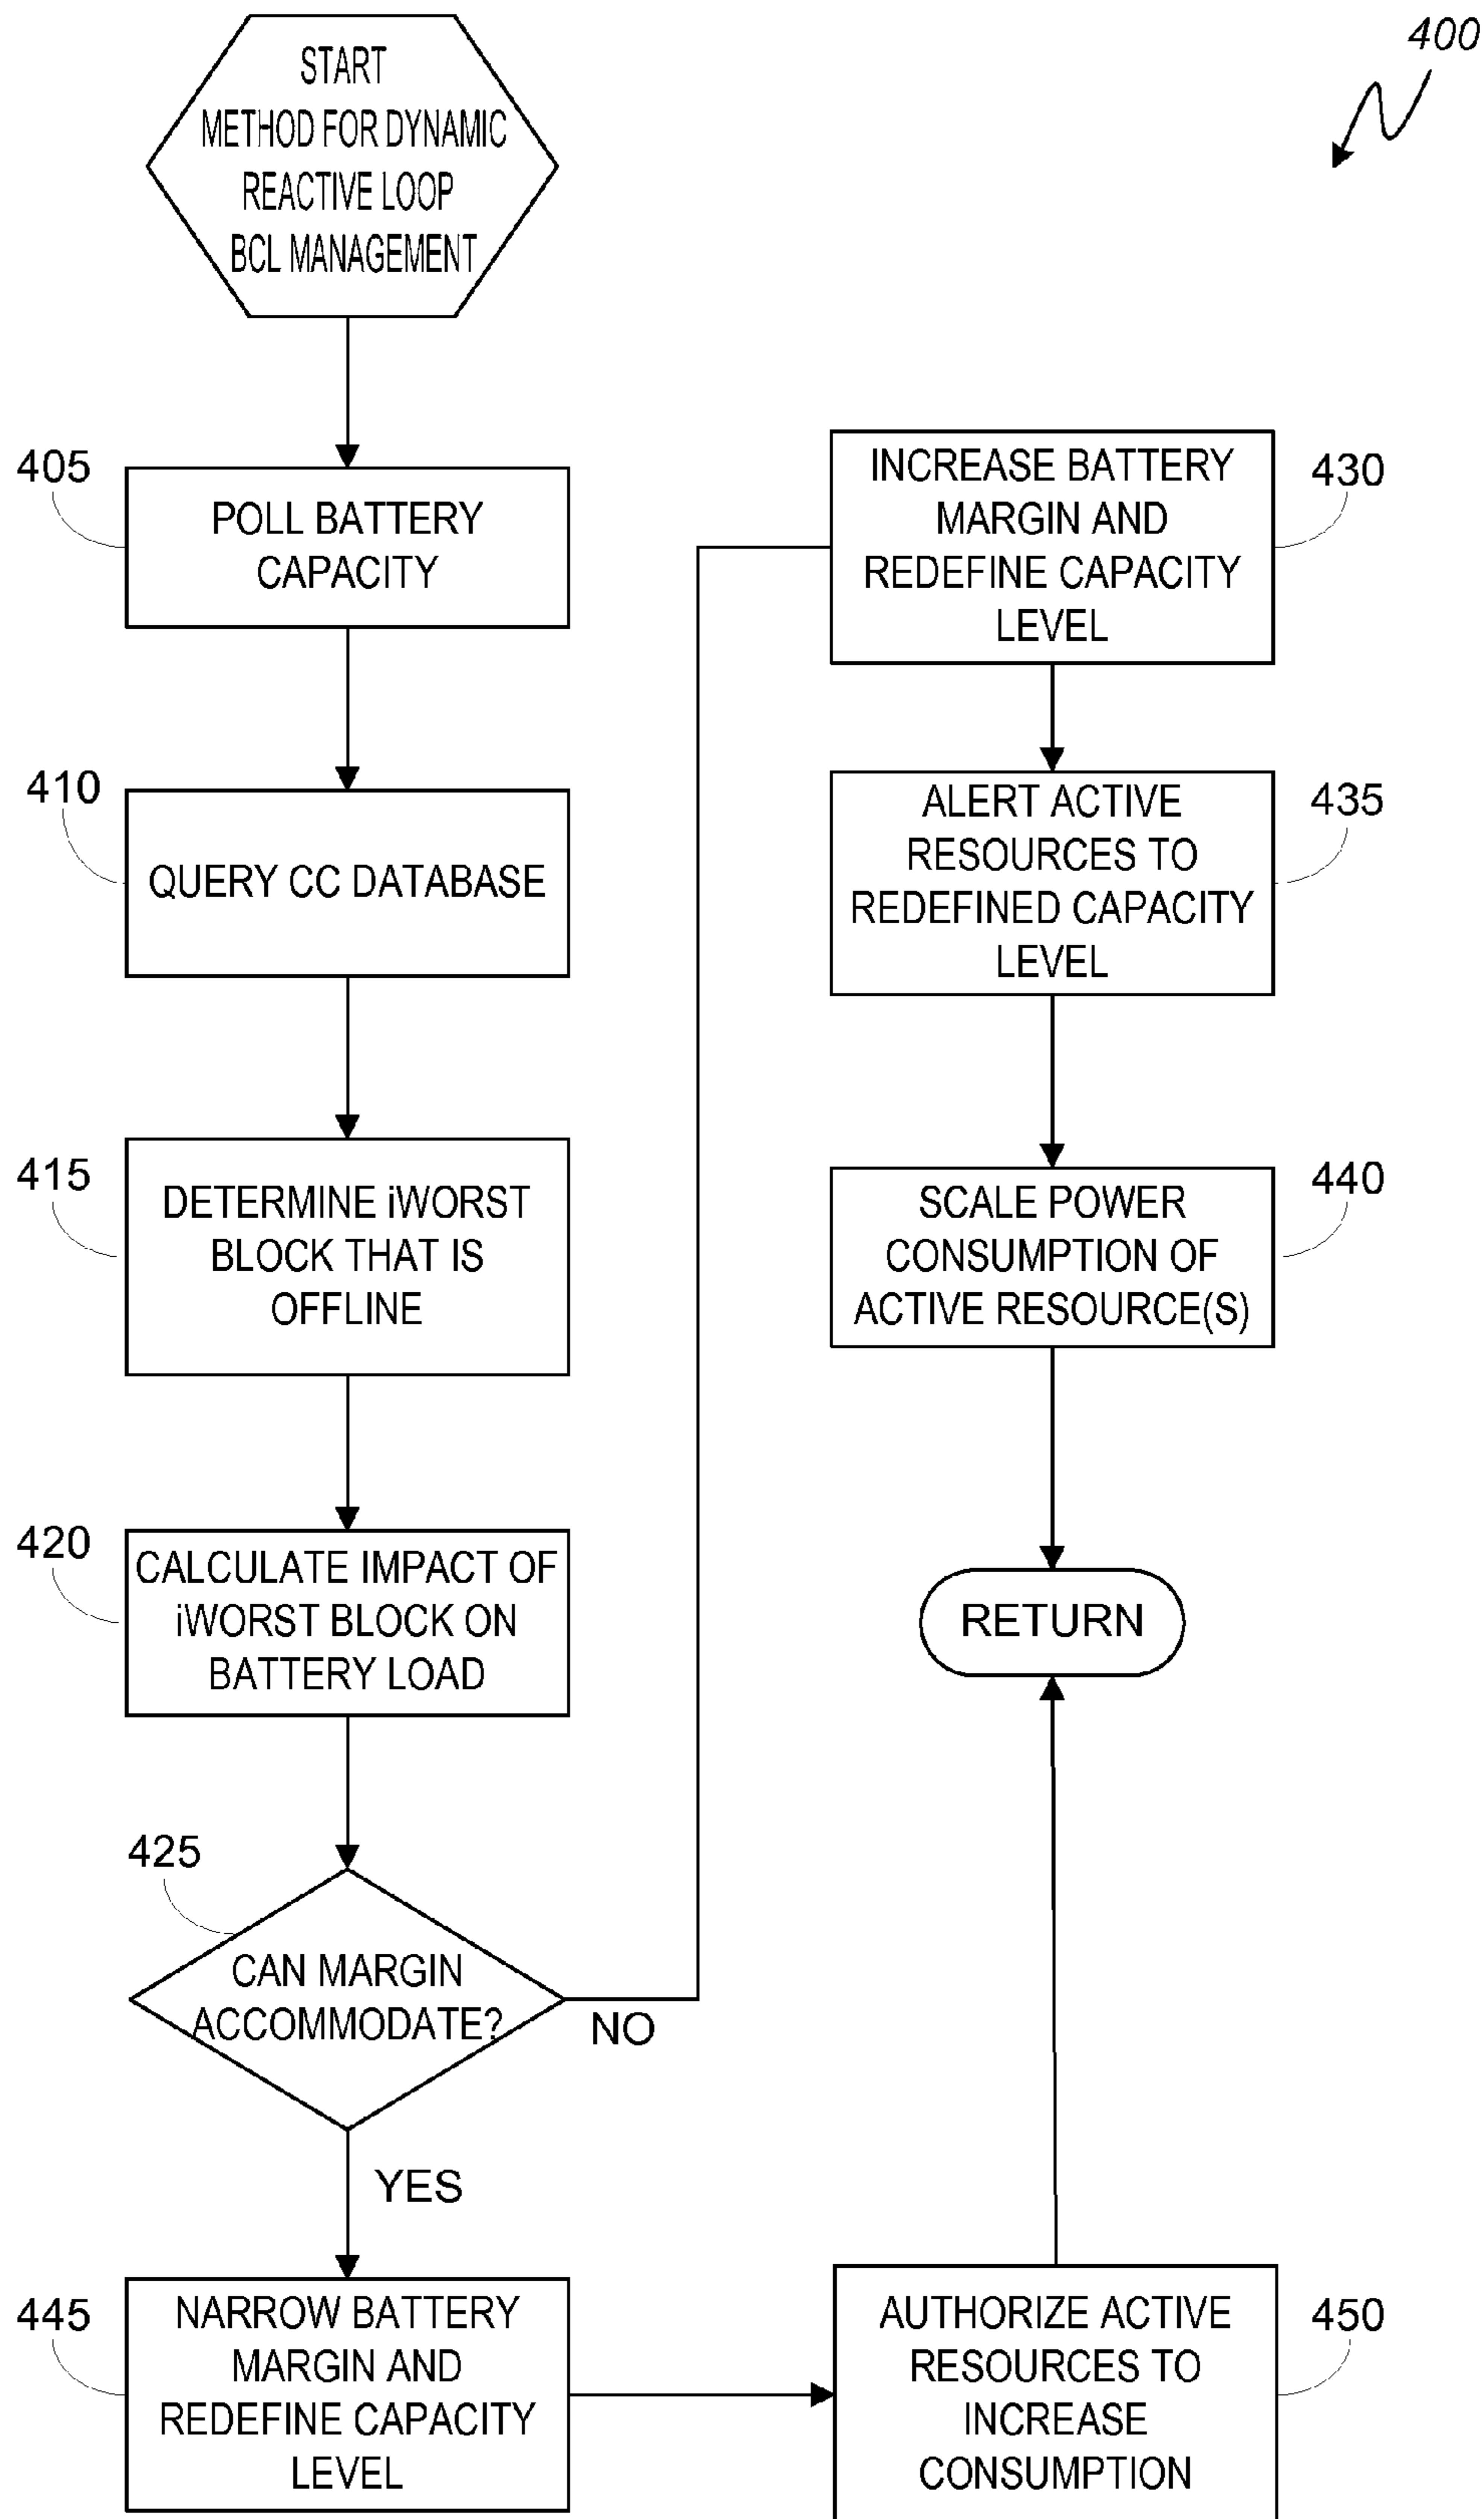 400
START
METHOD FOR DYNAMIC
REACTIVE LOOP
BCL MANAGEMENT
405
POLL BATTERY
CAPACITY
410
QUERY CC DATABASE
415
DETERMINE iWORST
BLOCK THAT IS
OFFLINE
420
CALCULATE IMPACT OF
iWORST BLOCK ON
BATTERY LOAD
425
CAN MARGIN
ACCOMMODATE?
NO
YES
430
INCREASE BATTERY
MARGIN AND
REDEFINE CAPACITY
LEVEL
435
ALERT ACTIVE
RESOURCES TO
REDEFINED CAPACITY
LEVEL
440
SCALE POWER
CONSUMPTION OF
ACTIVE RESOURCE(S)
RETURN
445
NARROW BATTERY
MARGIN AND
REDEFINE CAPACITY
LEVEL
450
AUTHORIZE ACTIVE
RESOURCES TO
INCREASE
CONSUMPTION